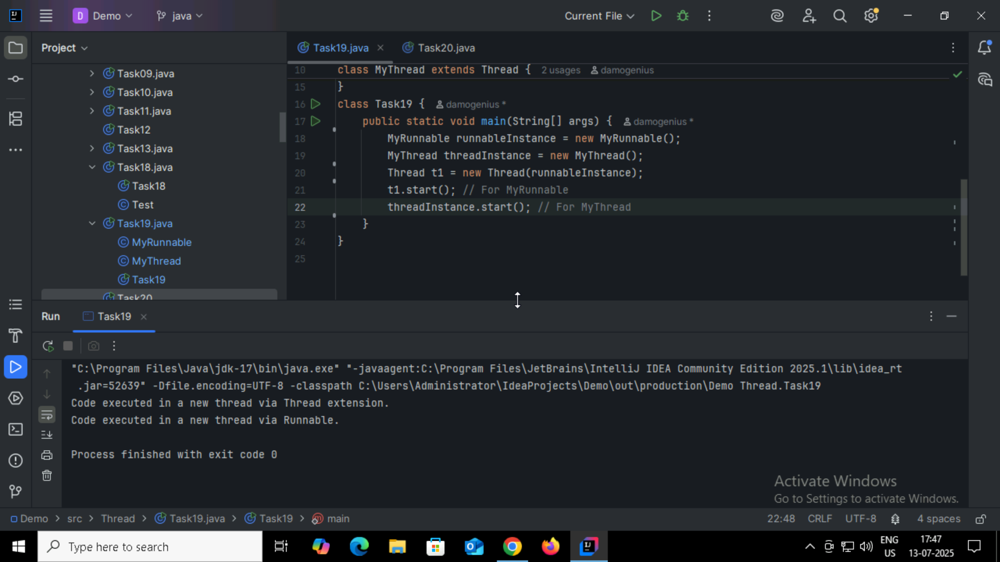 IJ
D Demo
java
Current File
Project
Task09.java
Task10.java
Task11.java
Task12
Task13.java
Task18.java
Task18
Test
Task19.java
MyRunnable
MyThread
Task19
Task20
Task19.java
Task20.java
10 class MyThread extends Thread { 2 usages damogenius
15 }
16 class Task19 { damogenius *
17 public static void main(String[] args) { damogenius *
18 MyRunnable runnableInstance = new MyRunnable();
19 MyThread threadInstance = new MyThread();
20 Thread t1 = new Thread(runnableInstance);
21 t1.start(); // For MyRunnable
22 threadInstance.start(); // For MyThread
23 }
24 }
25
Run Task19
"C:\Program Files\Java\jdk-17\bin\java.exe" "-javaagent:C:\Program Files\JetBrains\IntelliJ IDEA Community Edition 2025.1\lib\idea_rt
.jar=52639" -Dfile.encoding=UTF-8 -classpath C:\Users\Administrator\IdeaProjects\Demo\out\production\Demo Thread.Task19
Code executed in a new thread via Thread extension.
Code executed in a new thread via Runnable.
Process finished with exit code 0
Activate Windows
Go to Settings to activate Windows.
Demo > src > Thread > Task19.java > Task19 > main
22:48 CRLF UTF-8 4 spaces
Type here to search
ENG
US
17:47
13-07-2025